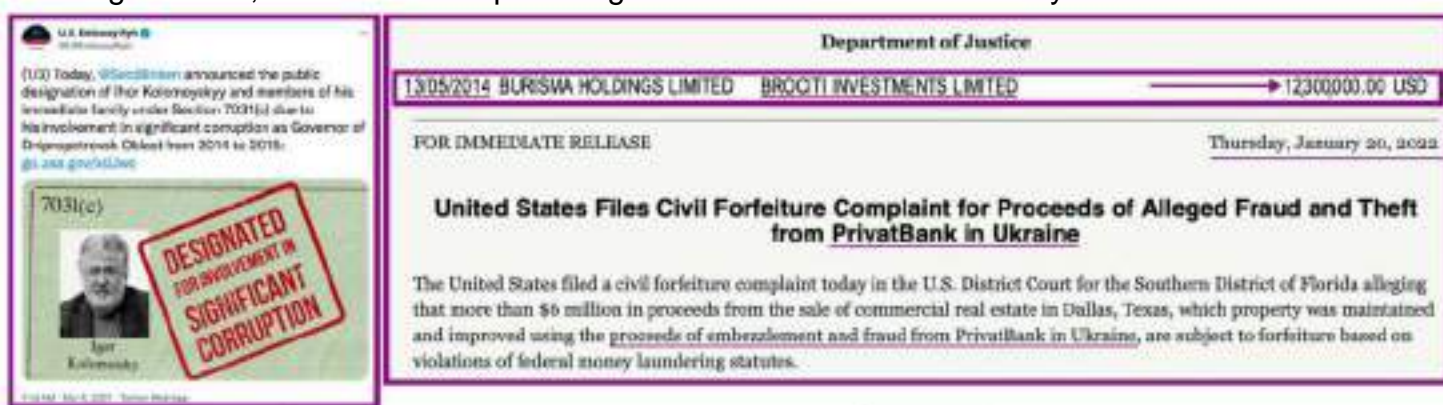 U.S. Embassy Kyiv
(1/3) Today, @SecBlinken announced the public
designation of Ihor Kolomoyskyy and members of his
immediate family under Section 7031(c) due to
his involvement in significant corruption as Governor of
Dnipropetrovsk Oblast from 2014 to 2015:
7031(c)
DESIGNATED
FOR INVOLVEMENT IN
SIGNIFICANT
CORRUPTION
Igor
Kolomoisky
Department of Justice
13/05/2014 BURISMA HOLDINGS LIMITED BROCITI INVESTMENTS LIMITED 12,300,000.00 USD
FOR IMMEDIATE RELEASE Thursday, January 20, 2022
United States Files Civil Forfeiture Complaint for Proceeds of Alleged Fraud and Theft
from PrivatBank in Ukraine
The United States filed a civil forfeiture complaint today in the U.S. District Court for the Southern District of Florida alleging
that more than $6 million in proceeds from the sale of commercial real estate in Dallas, Texas, which property was maintained
and improved using the proceeds of embezzlement and fraud from PrivatBank in Ukraine, are subject to forfeiture based on
violations of federal money laundering statutes.